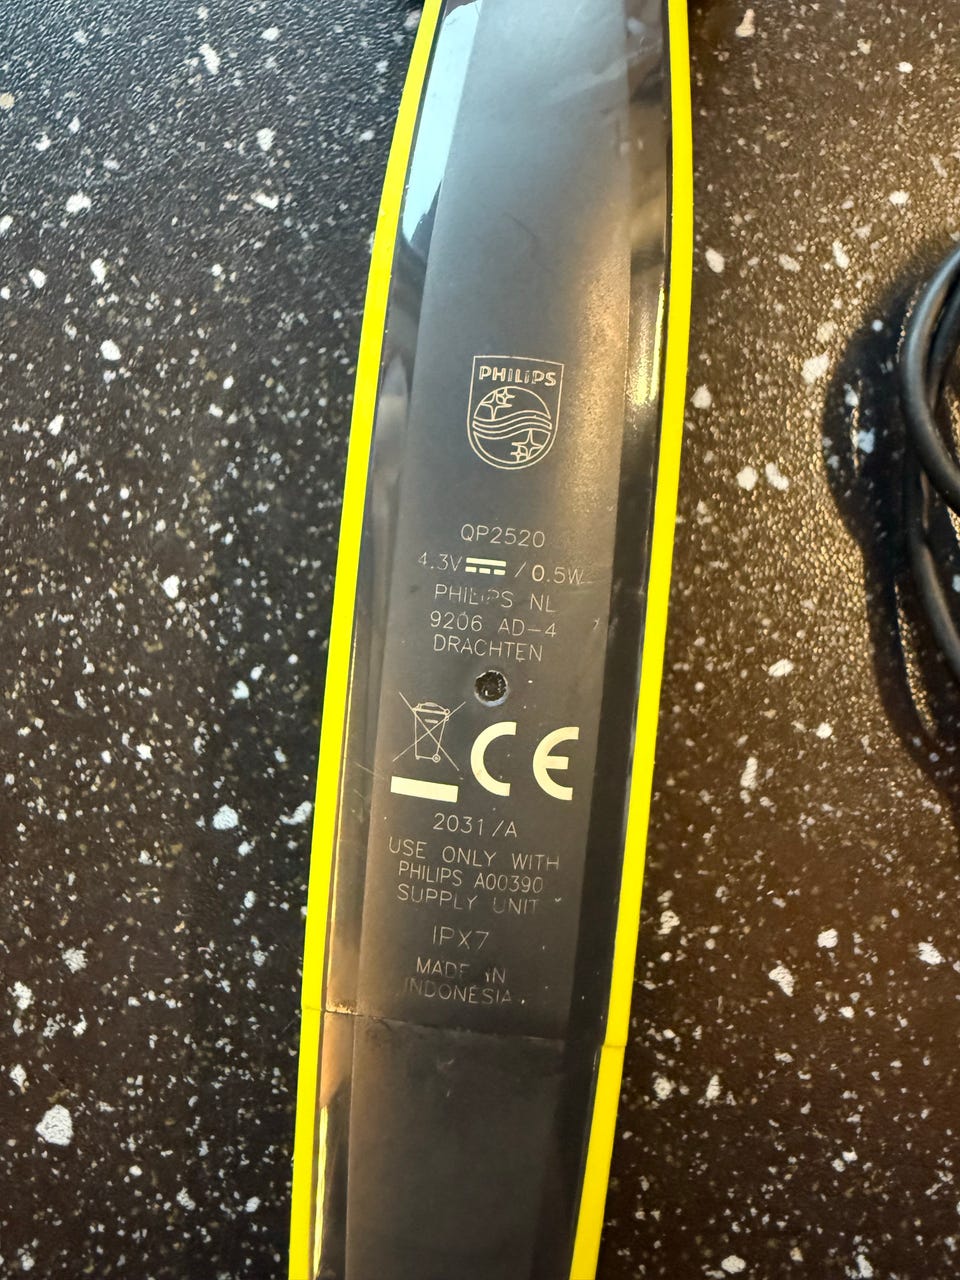 PHILIPS
QP2520
4.3V / 0.5W
PHILIPS NL
9206 AD-4
DRACHTEN
CE
2031/A
USE ONLY WITH
PHILIPS A00390
SUPPLY UNIT
IPX7
MADE IN
INDONESIA